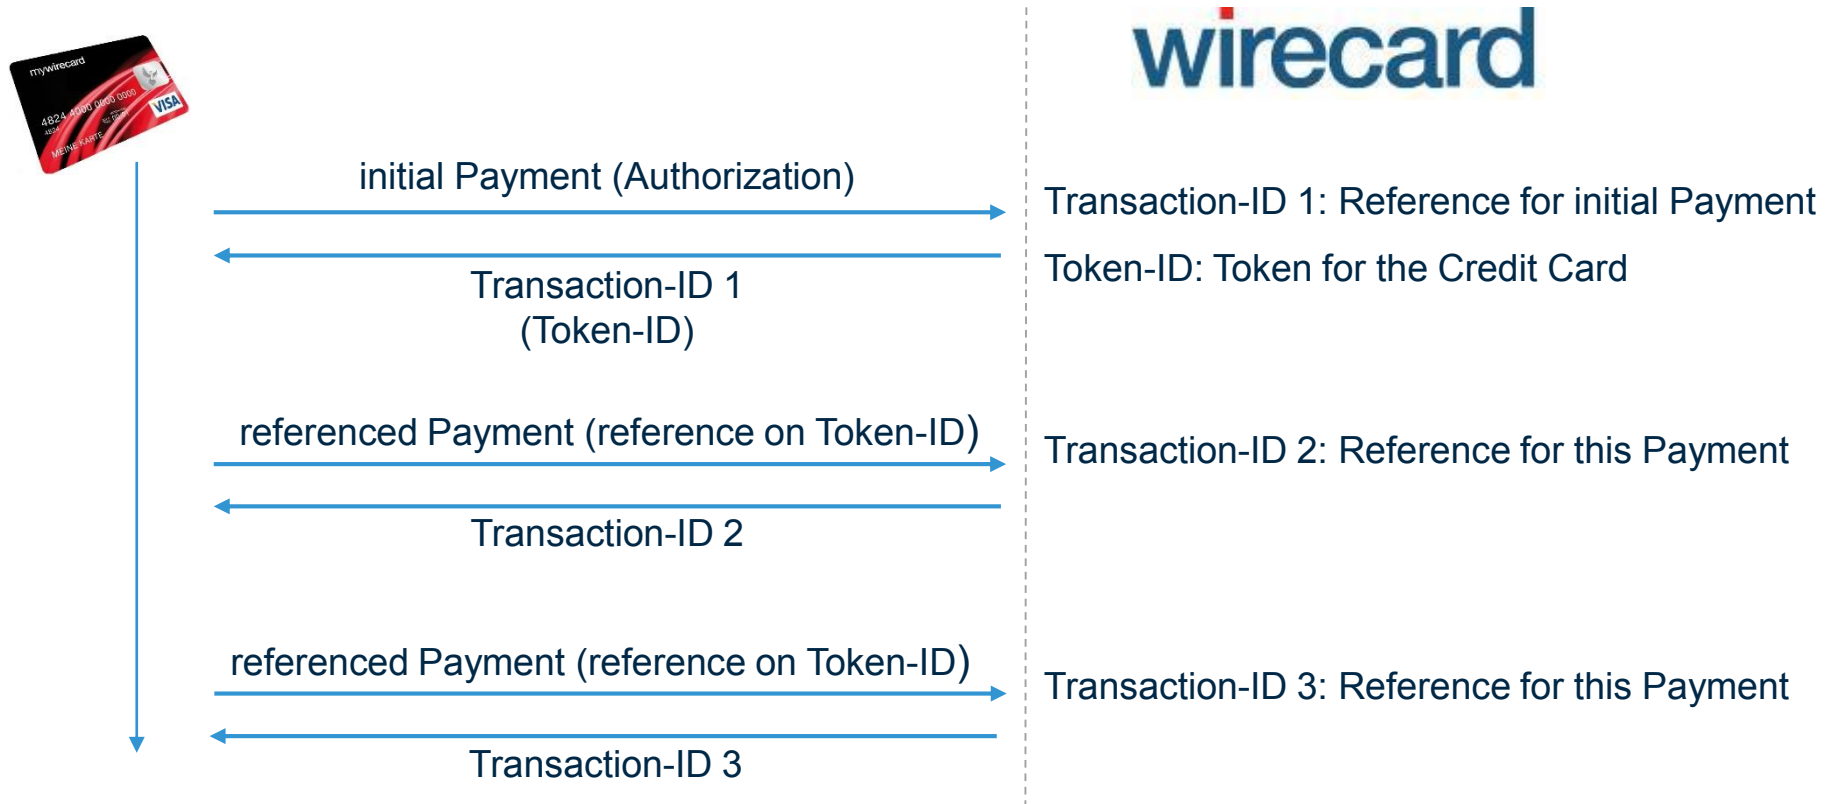 wirecard
mywirecard
4824 4000 0000 0000
4824
VISA
MEINE KARTE
initial Payment (Authorization)
Transaction-ID 1: Reference for initial Payment
Token-ID: Token for the Credit Card
Transaction-ID 1
(Token-ID)
referenced Payment (reference on Token-ID)
Transaction-ID 2: Reference for this Payment
Transaction-ID 2
referenced Payment (reference on Token-ID)
Transaction-ID 3: Reference for this Payment
Transaction-ID 3